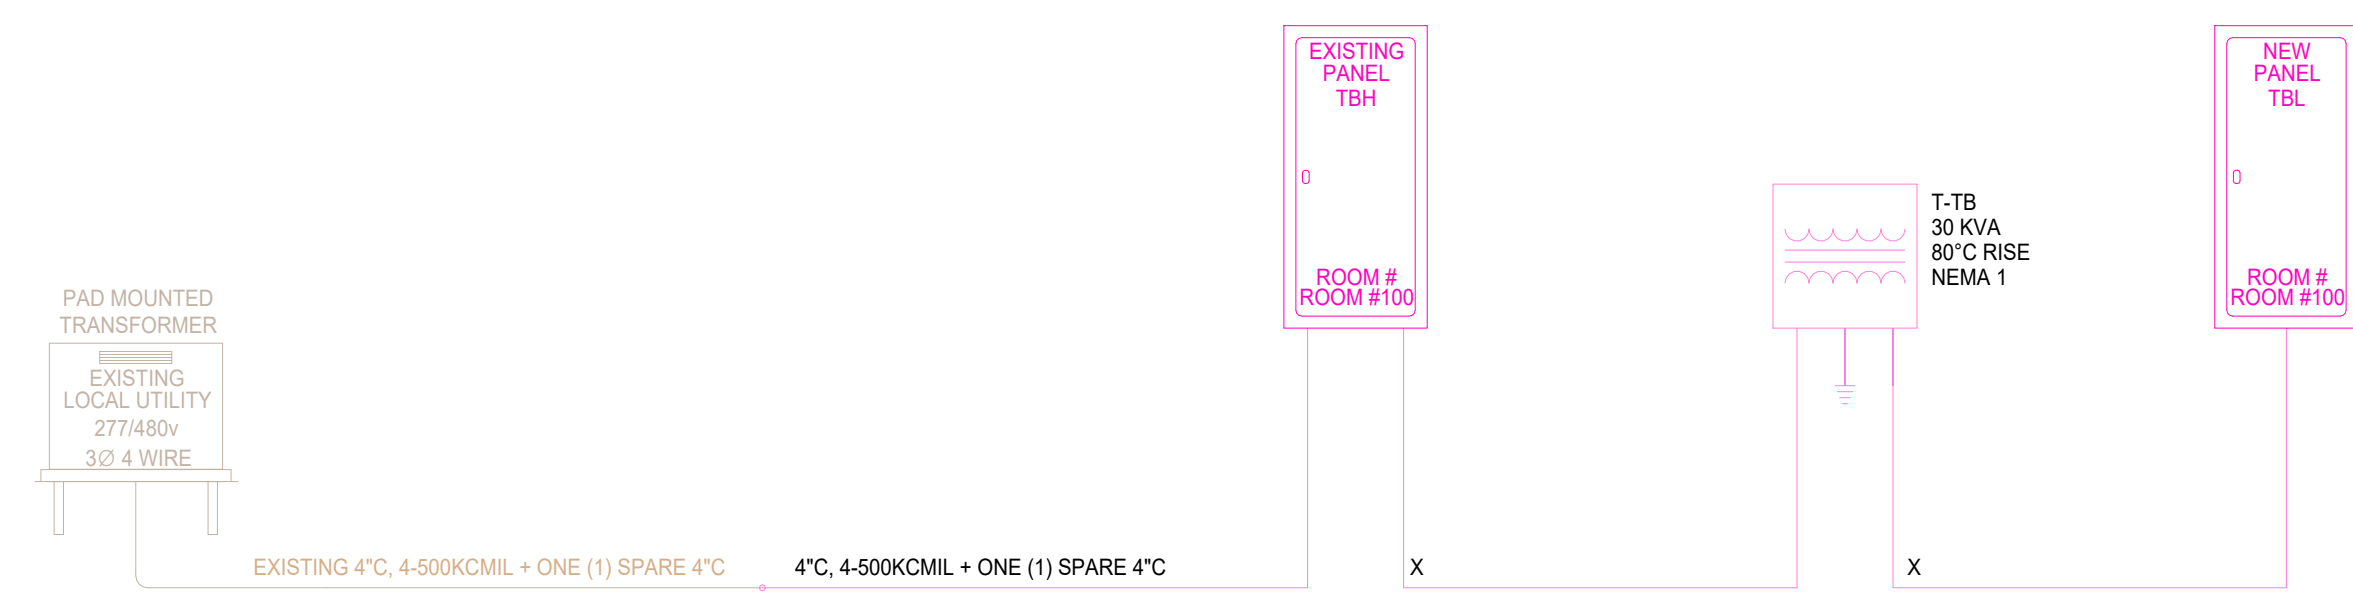 EXISTING
PANEL
TBH
ROOM #
ROOM #100
NEW
PANEL
TBL
ROOM #
ROOM #100
T-TB
30 KVA
80°C RISE
NEMA 1
PAD MOUNTED
TRANSFORMER
EXISTING
LOCAL UTILITY
277/480v
3∅ 4 WIRE
EXISTING 4"C, 4-500KCMIL + ONE (1) SPARE 4"C
4"C, 4-500KCMIL + ONE (1) SPARE 4"C
X
X